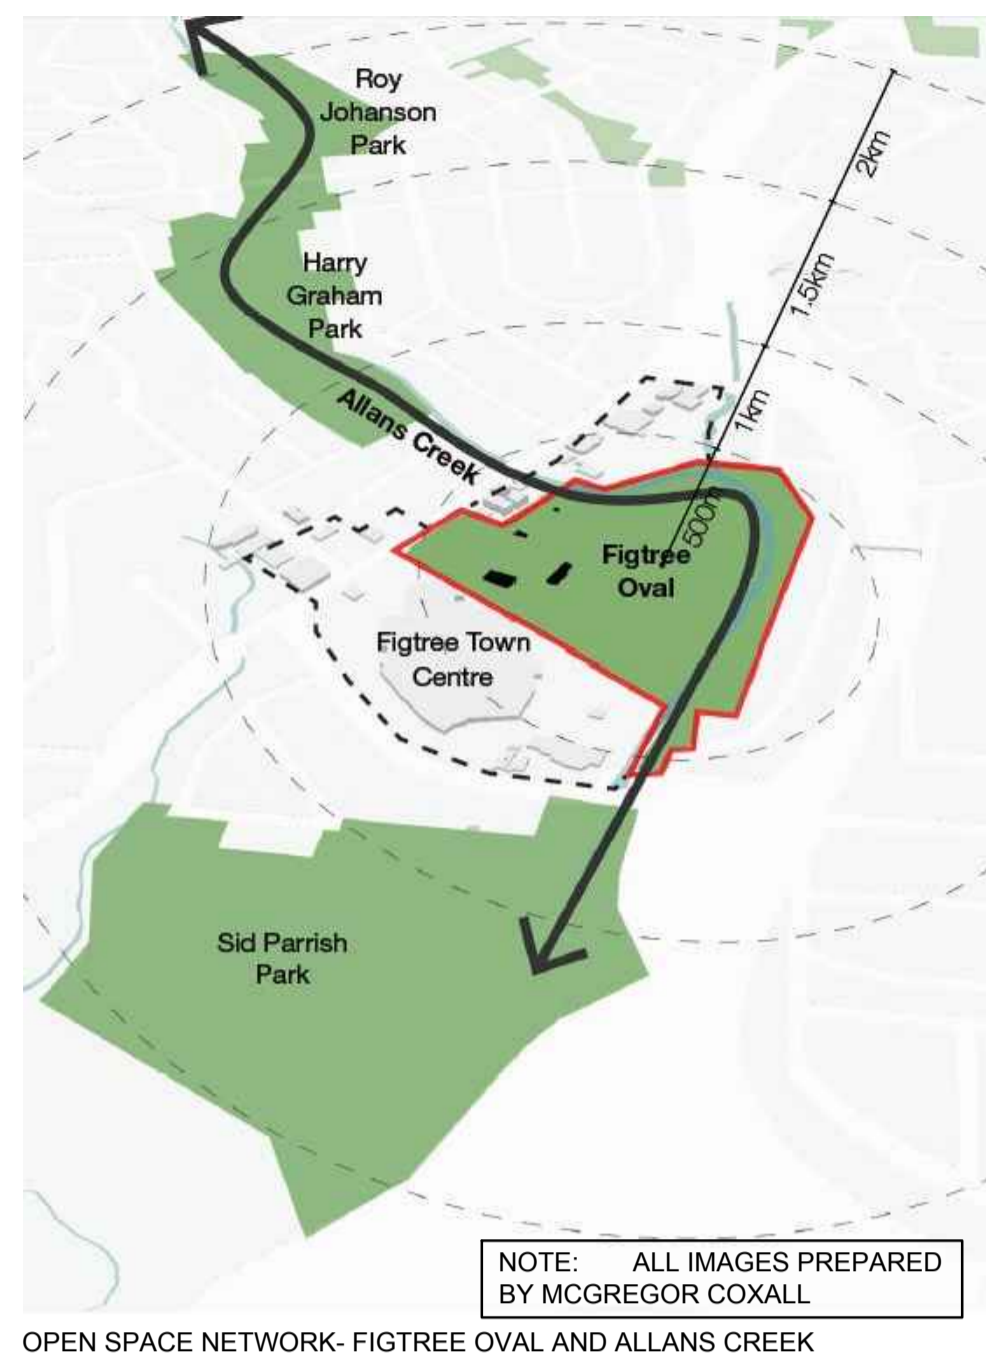 Roy
Johanson
Park
2km
Harry
Graham
Park
1.5km
Allans Creek
1km
500m
Figtree
Oval
Figtree Town
Centre
Sid Parrish
Park
NOTE: ALL IMAGES PREPARED
BY MCGREGOR COXALL
OPEN SPACE NETWORK- FIGTREE OVAL AND ALLANS CREEK